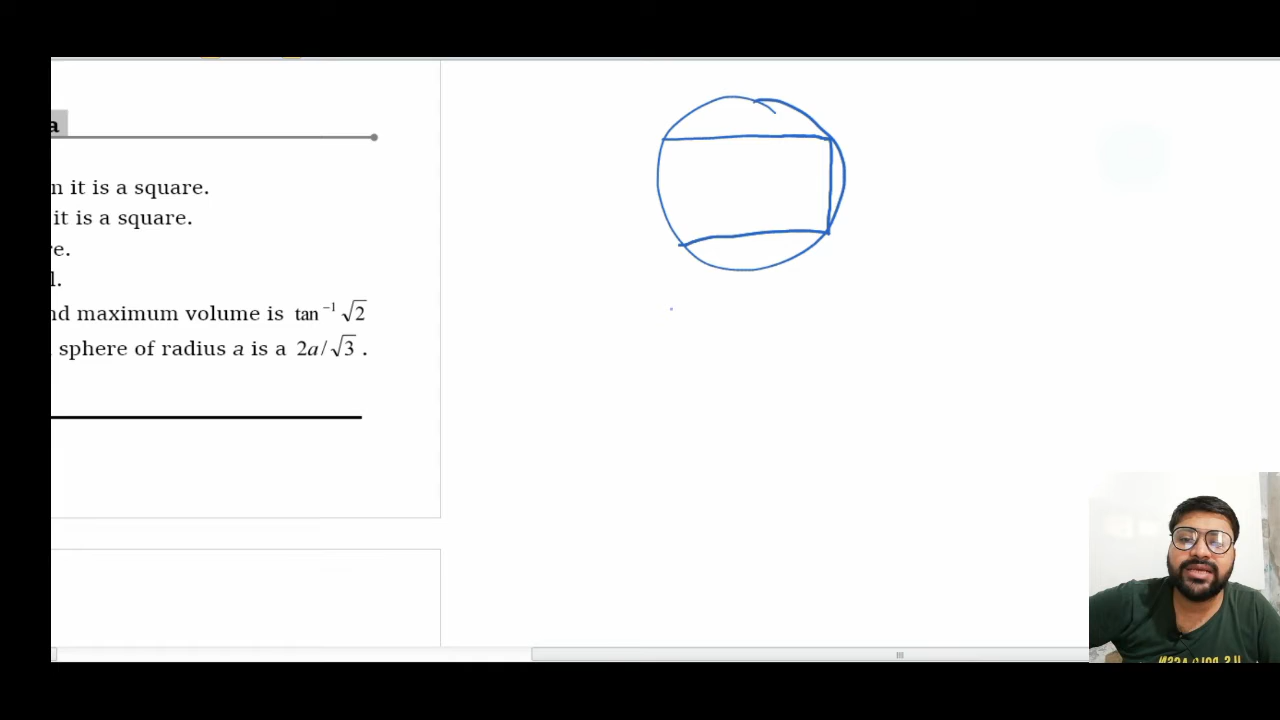 a
n it is a square.
it is a square.
re.
l.
nd maximum volume is tan⁻¹ √2
sphere of radius a is a 2a/√3 .